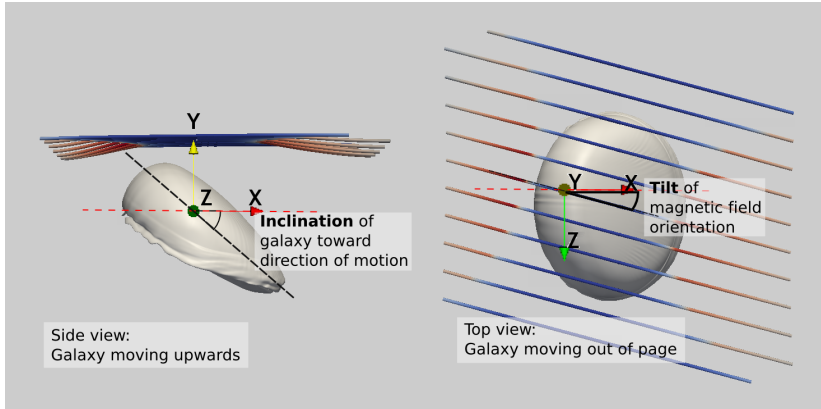 Y
Z
X
Inclination of
galaxy toward
direction of motion
Side view:
Galaxy moving upwards
Y
X
Z
Tilt of
magnetic field
orientation
Top view:
Galaxy moving out of page